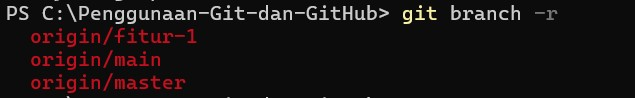 PS C:\Penggunaan-Git-dan-GitHub> git branch -r
origin/fitur-1
origin/main
origin/master